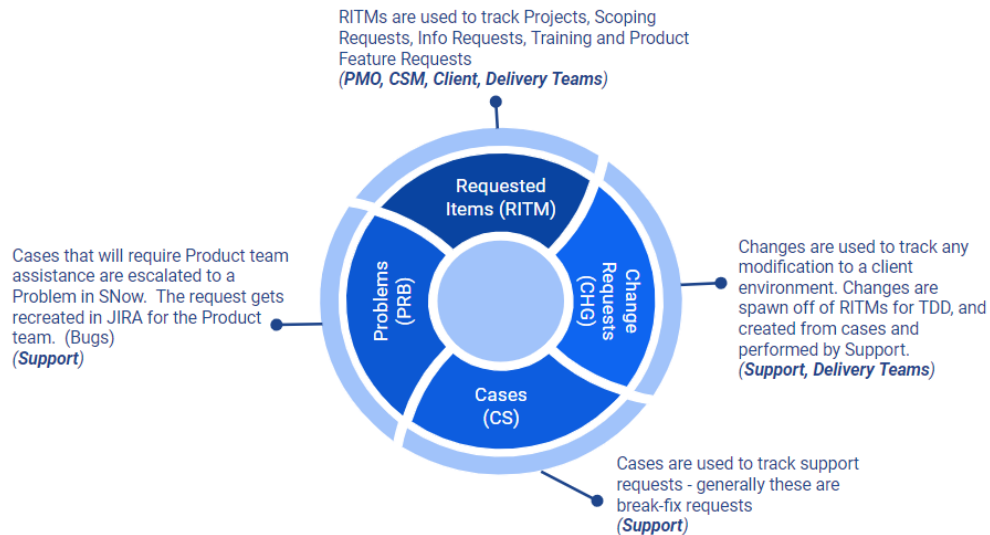 RITMs are used to track Projects, Scoping
Requests, Info Requests, Training and Product
Feature Requests
(PMO, CSM, Client, Delivery Teams)
Requested
Items (RITM)
Change
Requests
(CHG)
Changes are used to track any
modification to a client
environment. Changes are
spawn off of RITMs for TDD, and
created from cases and
performed by Support.
(Support, Delivery Teams)
Cases
(CS)
Cases are used to track support
requests - generally these are
break-fix requests
(Support)
Problems
(PRB)
Cases that will require Product team
assistance are escalated to a
Problem in SNow. The request gets
recreated in JIRA for the Product
team. (Bugs)
(Support)